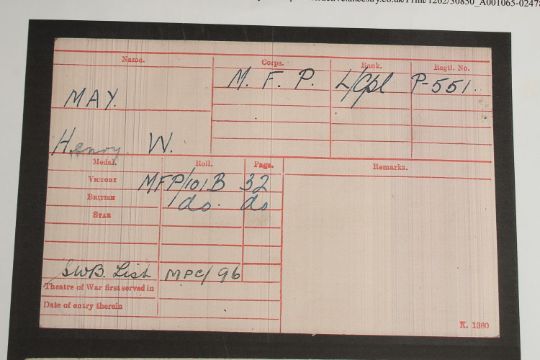 Name. Corps. Rank. Regtl. No.
MAY. M. F. P. L/Cpl P-551.
Henry W.
Medal. Roll. Page. Remarks.
VICTORY MFP/101B 32
BRITISH do. do
STAR
SWB. List MPC/96
Theatre of War first served in
Date of entry therein
K. 1380